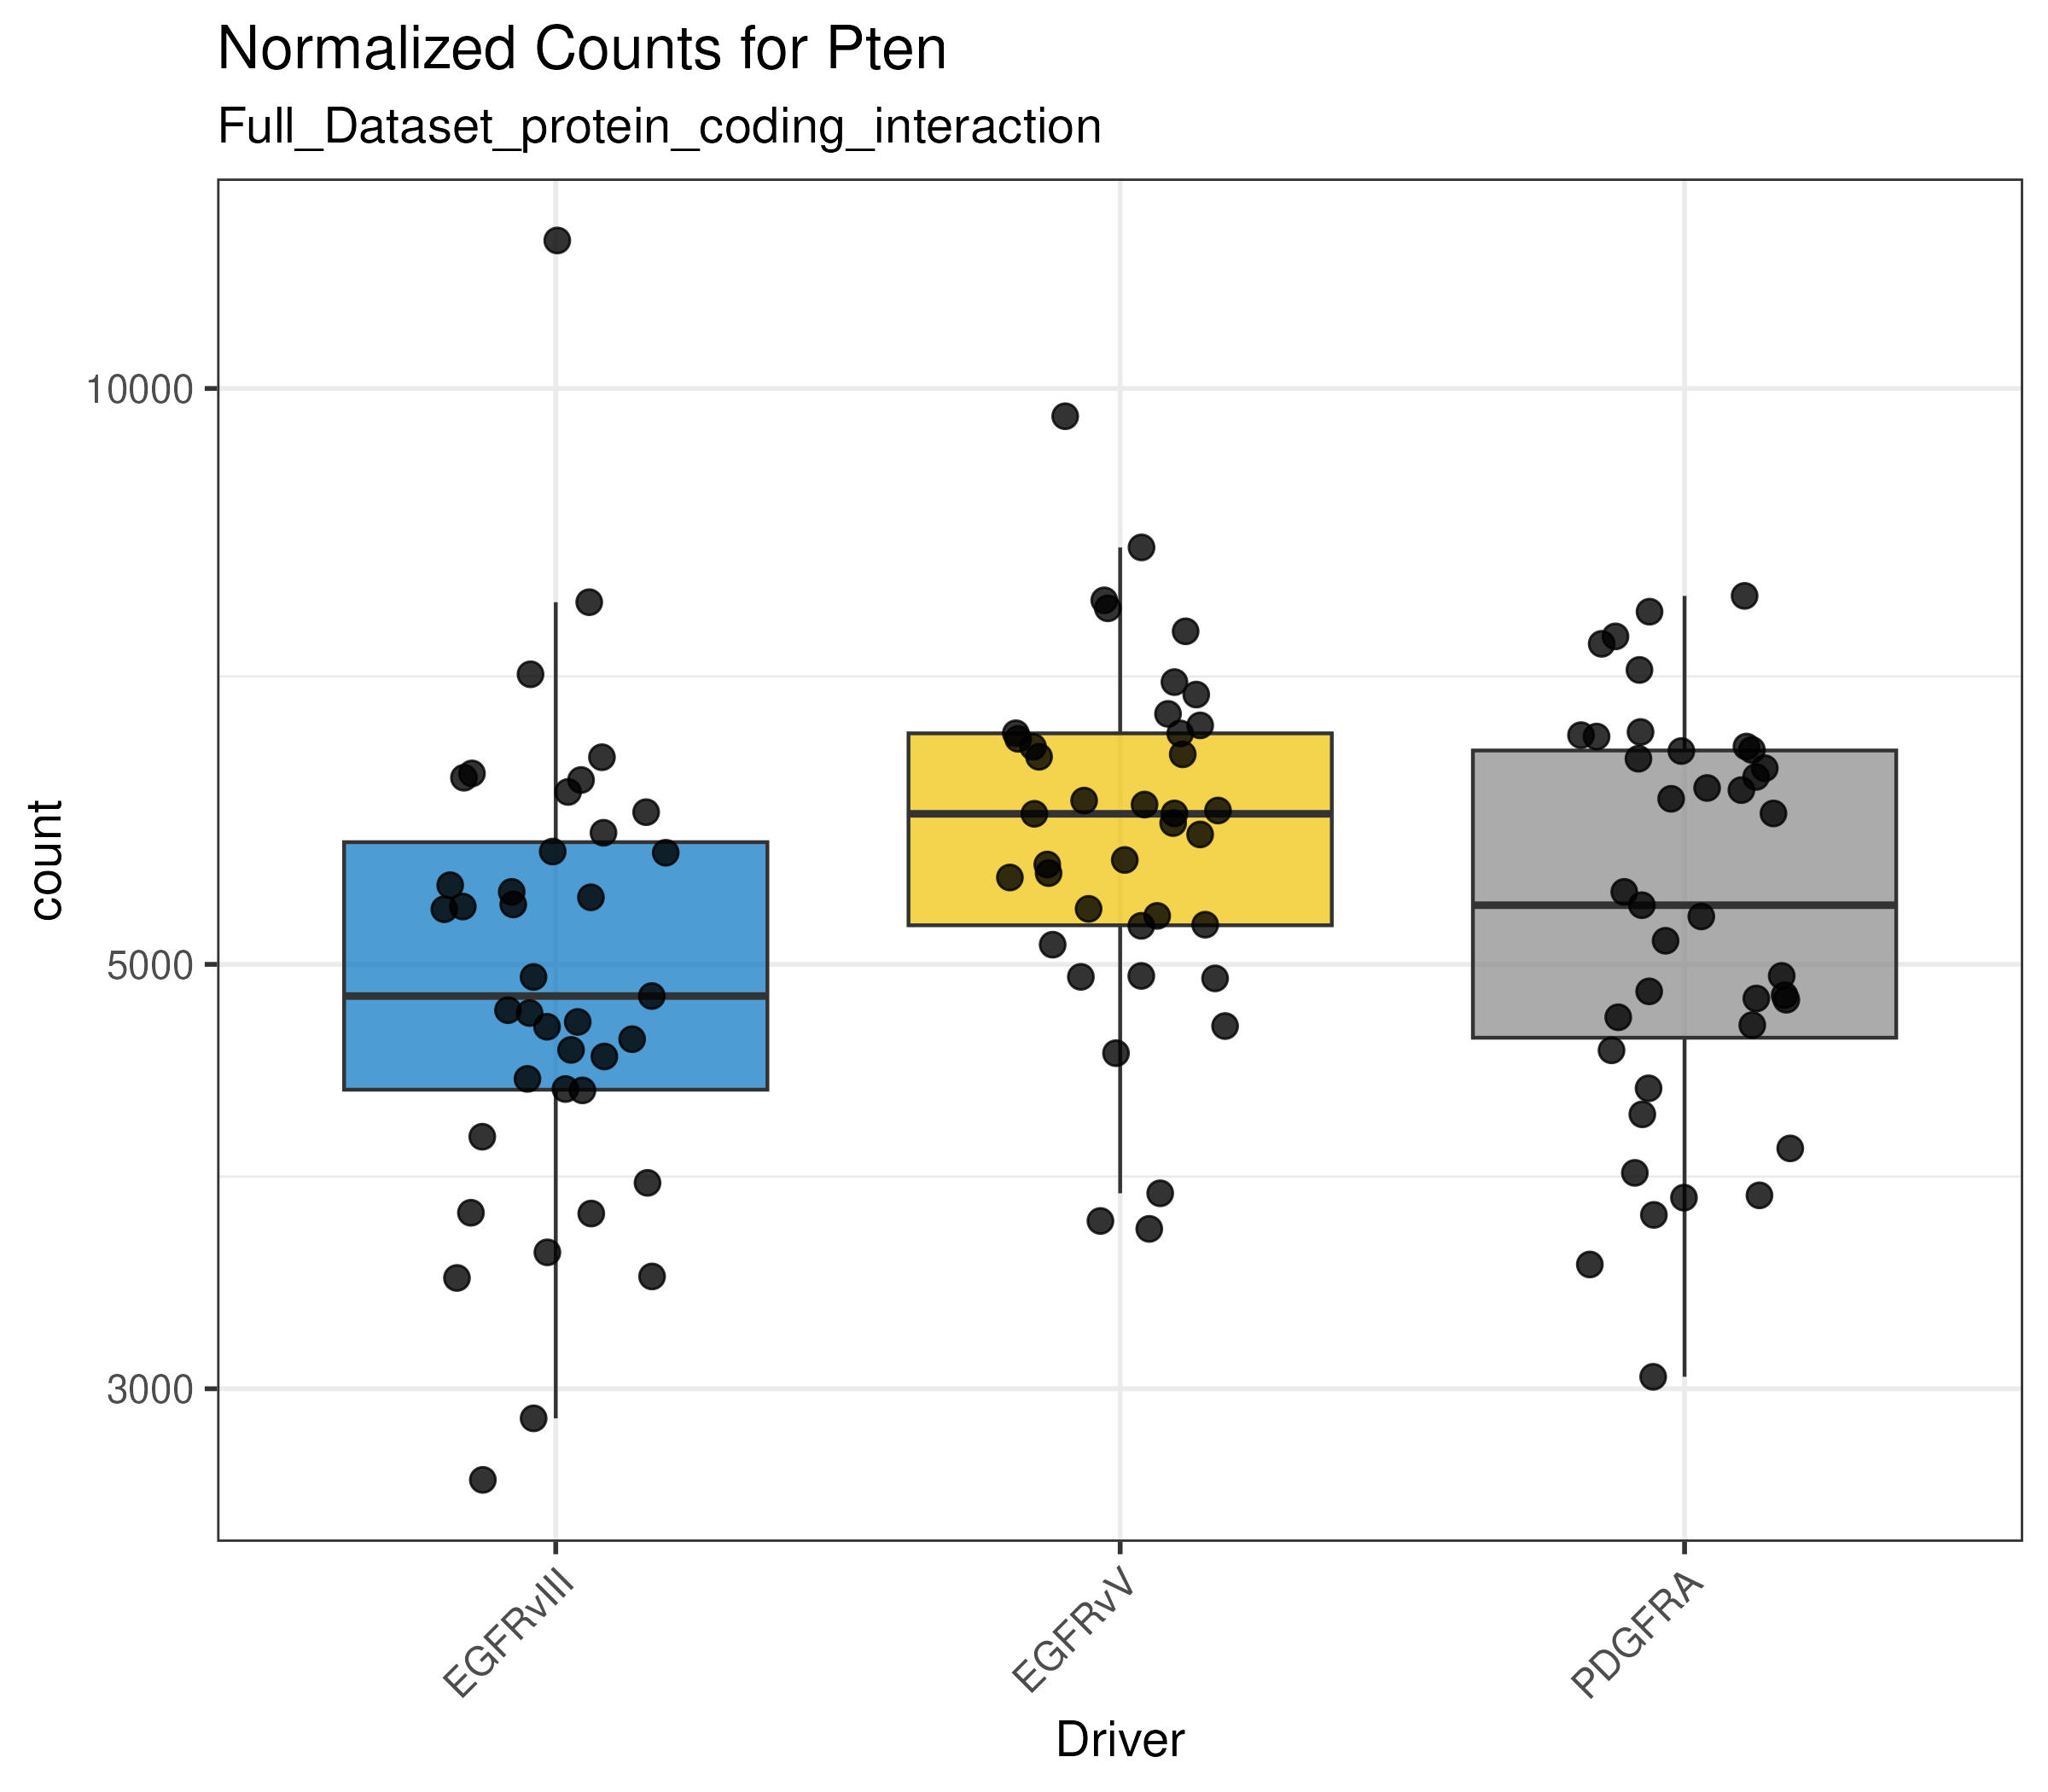 Normalized Counts for Pten
Full_Dataset_protein_coding_interaction
count
10000
5000
3000
EGFRvIII
EGFRvV
PDGFRA
Driver